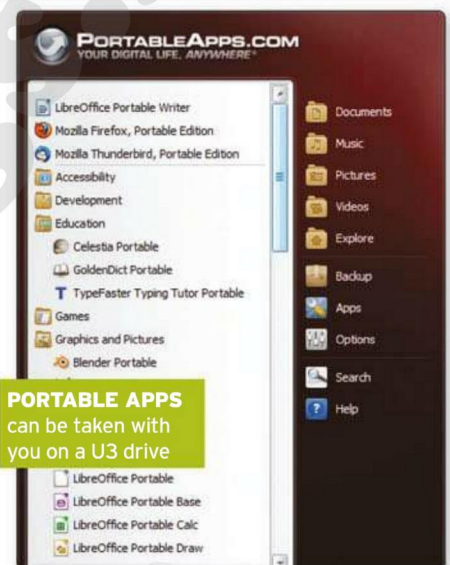 PORTABLEAPPS.COM
YOUR DIGITAL LIFE, ANYWHERE®
LibreOffice Portable Writer
Mozilla Firefox, Portable Edition
Mozilla Thunderbird, Portable Edition
Accessibility
Development
Education
Celestia Portable
GoldenDict Portable
TypeFaster Typing Tutor Portable
Games
Graphics and Pictures
Blender Portable
PORTABLE APPS
can be taken with
you on a U3 drive
LibreOffice Portable
LibreOffice Portable Base
LibreOffice Portable Calc
LibreOffice Portable Draw
Documents
Music
Pictures
Videos
Explore
Backup
Apps
Options
Search
Help